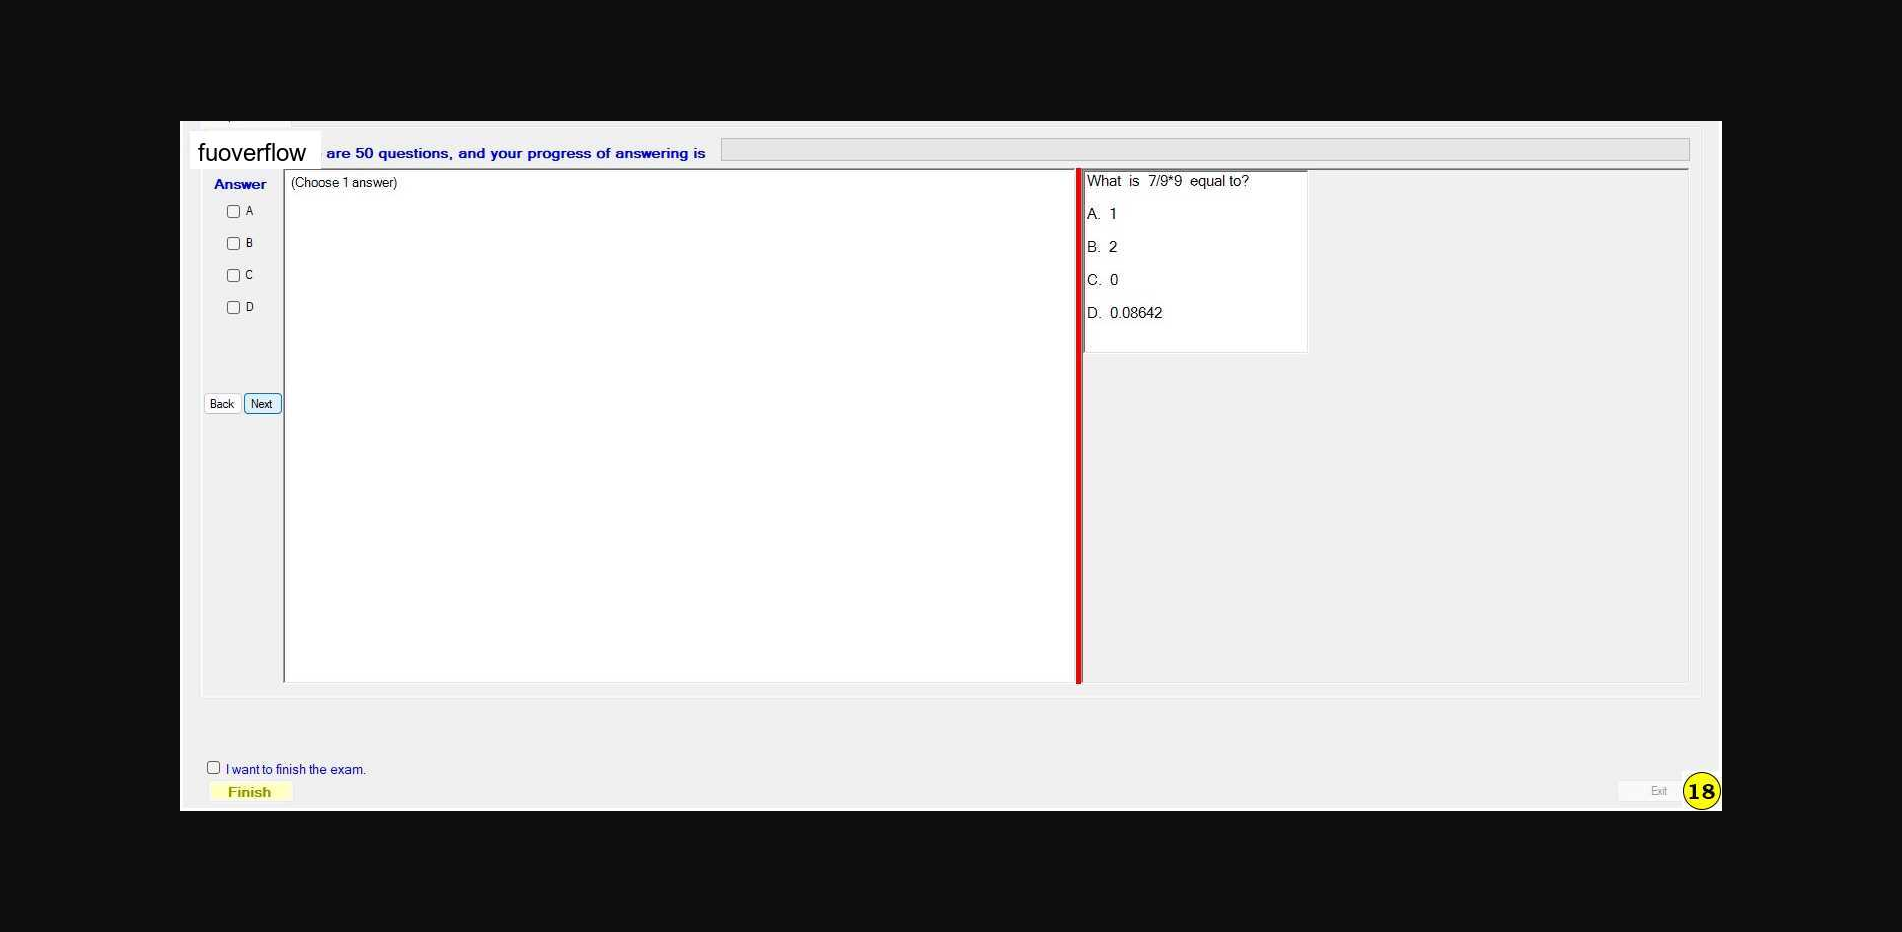 fuoverflow are 50 questions, and your progress of answering is
Answer
A
B
C
D
Back Next
(Choose 1 answer)
What is 7/9*9 equal to?
A. 1
B. 2
C. 0
D. 0.08642
I want to finish the exam.
Finish
Exit
18